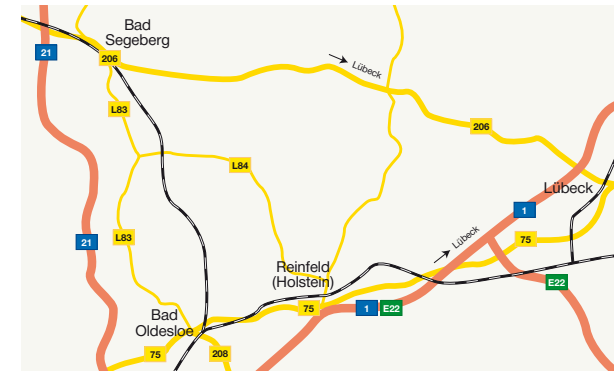 Bad
Segeberg
21
206
Lübeck
L83
206
L84
Lübeck
1
L83
21
Lübeck
75
Reinfeld
(Holstein)
E22
75
1
E22
Bad
Oldesloe
75
208